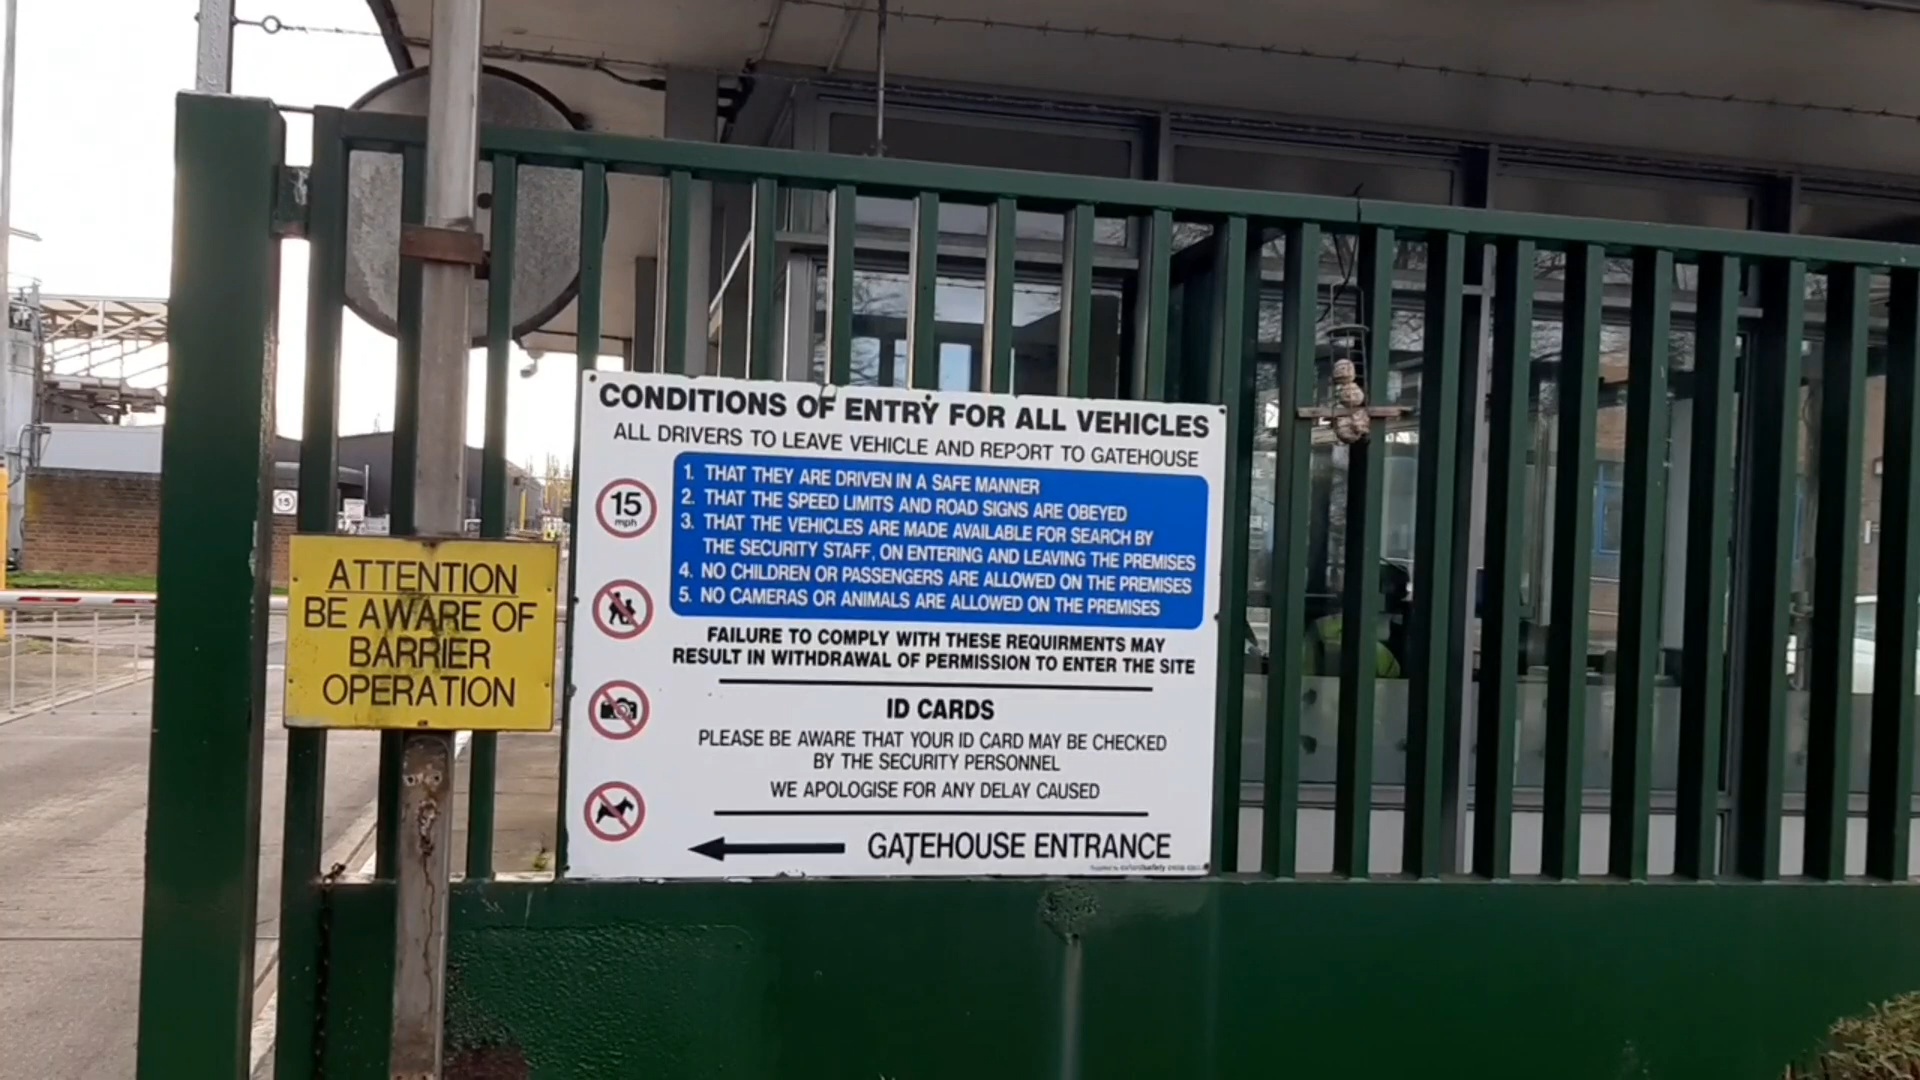 CONDITIONS OF ENTRY FOR ALL VEHICLES
ALL DRIVERS TO LEAVE VEHICLE AND REPORT TO GATEHOUSE
15
mph
1. THAT THEY ARE DRIVEN IN A SAFE MANNER
2. THAT THE SPEED LIMITS AND ROAD SIGNS ARE OBEYED
3. THAT THE VEHICLES ARE MADE AVAILABLE FOR SEARCH BY
THE SECURITY STAFF, ON ENTERING AND LEAVING THE PREMISES
4. NO CHILDREN OR PASSENGERS ARE ALLOWED ON THE PREMISES
5. NO CAMERAS OR ANIMALS ARE ALLOWED ON THE PREMISES
FAILURE TO COMPLY WITH THESE REQUIRMENTS MAY
RESULT IN WITHDRAWAL OF PERMISSION TO ENTER THE SITE
ID CARDS
PLEASE BE AWARE THAT YOUR ID CARD MAY BE CHECKED
BY THE SECURITY PERSONNEL
WE APOLOGISE FOR ANY DELAY CAUSED
GATEHOUSE ENTRANCE
ATTENTION
BE AWARE OF
BARRIER
OPERATION
15